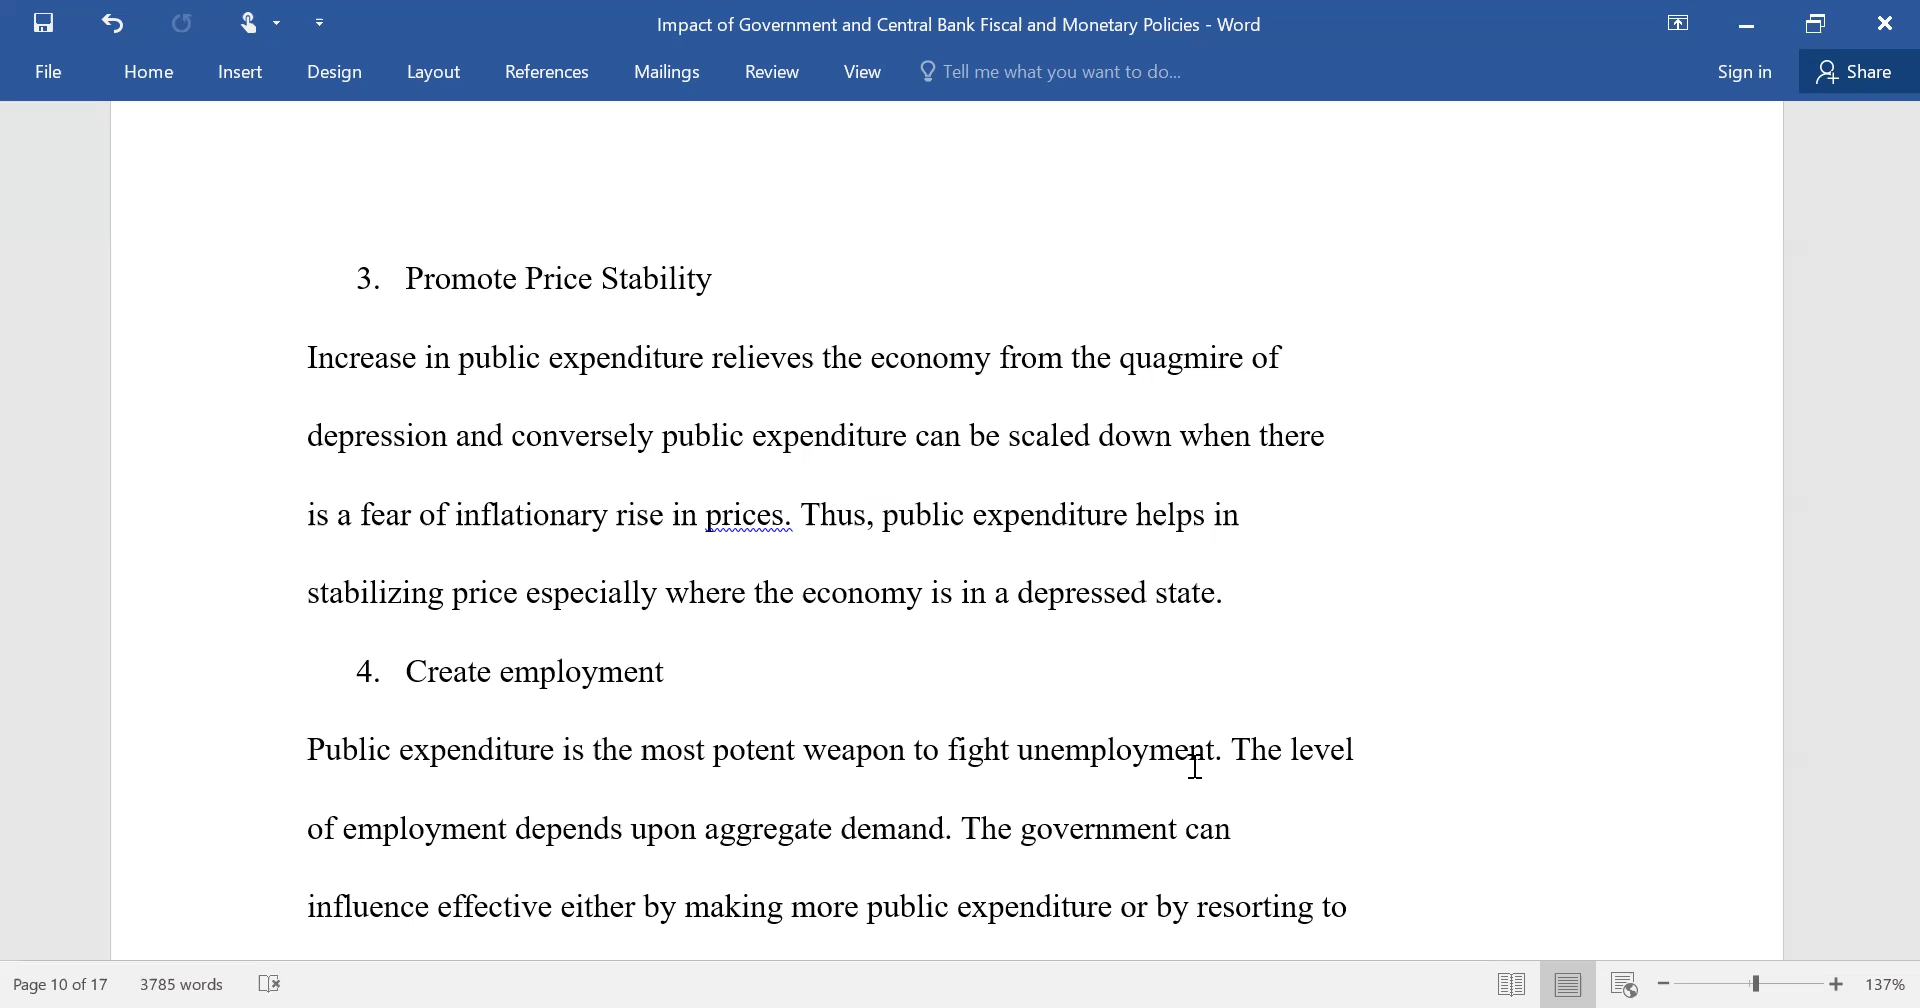 Impact of Government and Central Bank Fiscal and Monetary Policies - Word
File Home Insert Design Layout References Mailings Review View Tell me what you want to do... Sign in Share
3. Promote Price Stability
Increase in public expenditure relieves the economy from the quagmire of
depression and conversely public expenditure can be scaled down when there
is a fear of inflationary rise in prices. Thus, public expenditure helps in
stabilizing price especially where the economy is in a depressed state.
4. Create employment
Public expenditure is the most potent weapon to fight unemployment. The level
of employment depends upon aggregate demand. The government can
influence effective either by making more public expenditure or by resorting to
Page 10 of 17 3785 words 137%